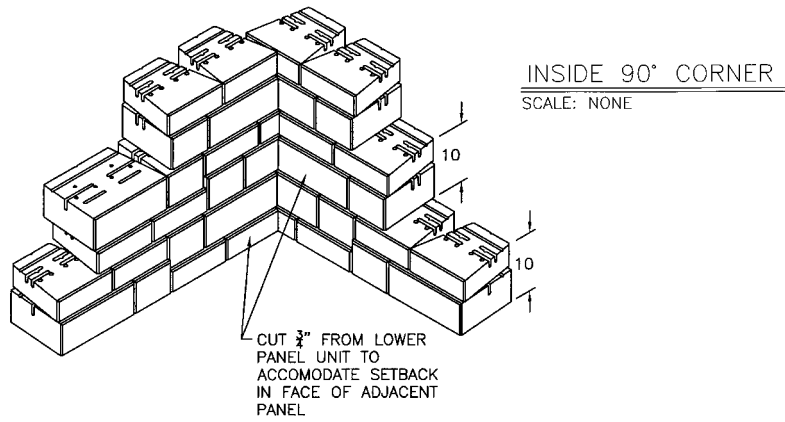 INSIDE 90° CORNER
SCALE: NONE
10
10
CUT 3/4" FROM LOWER
PANEL UNIT TO
ACCOMODATE SETBACK
IN FACE OF ADJACENT
PANEL